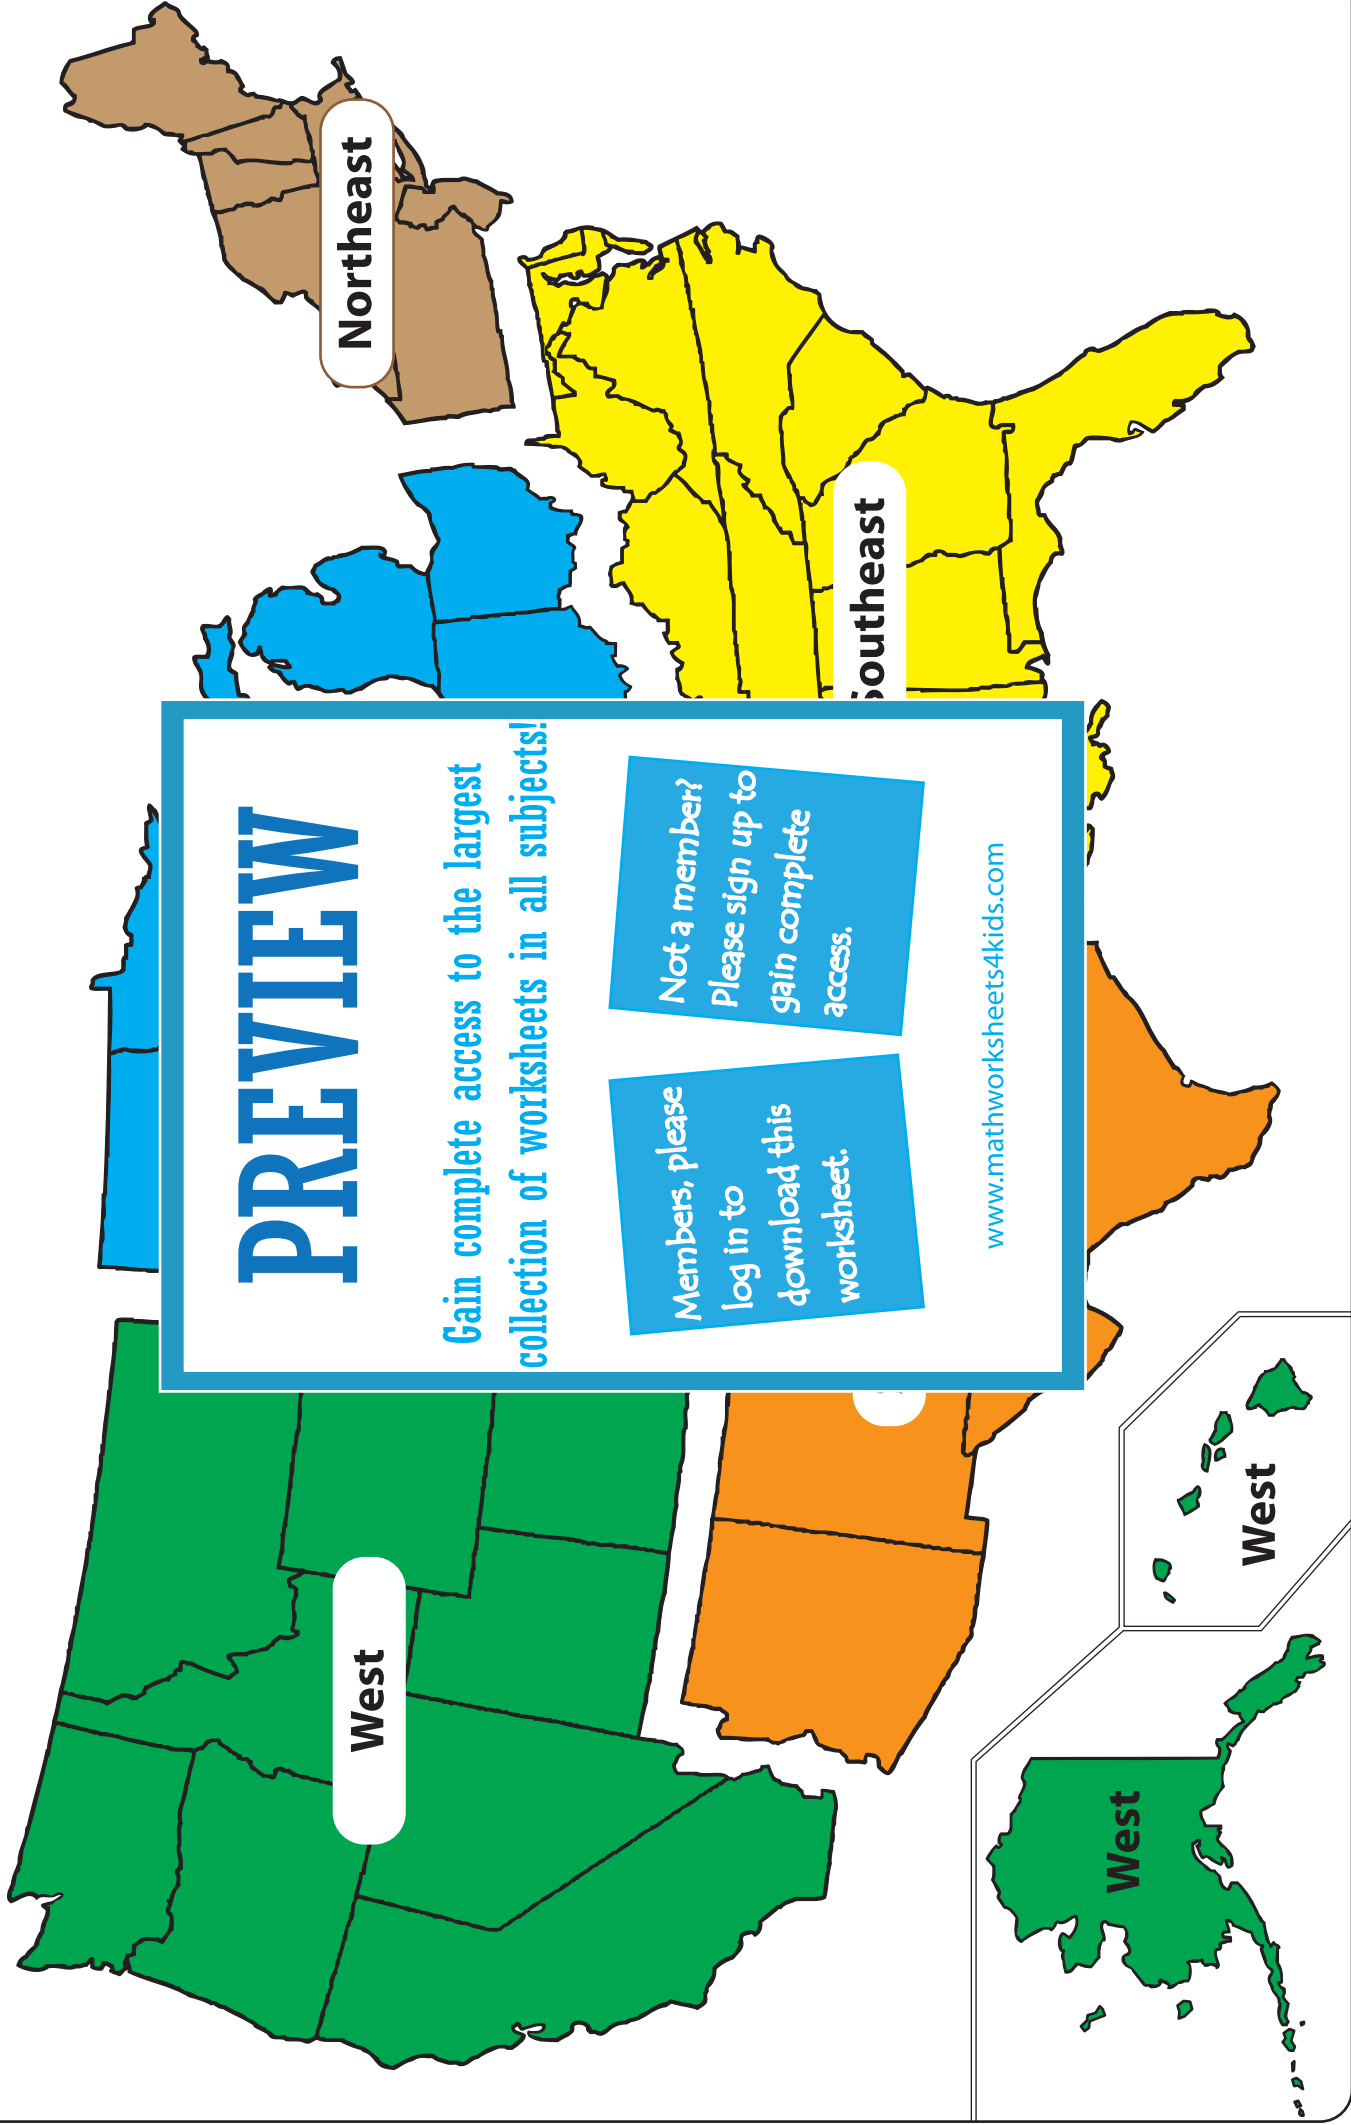 Northeast
Southeast
PREVIEW
Gain complete access to the largest
collection of worksheets in all subjects!
Members, please
log in to
download this
worksheet.
Not a member?
Please sign up to
gain complete
access.
www.mathworksheets4kids.com
West
West
West